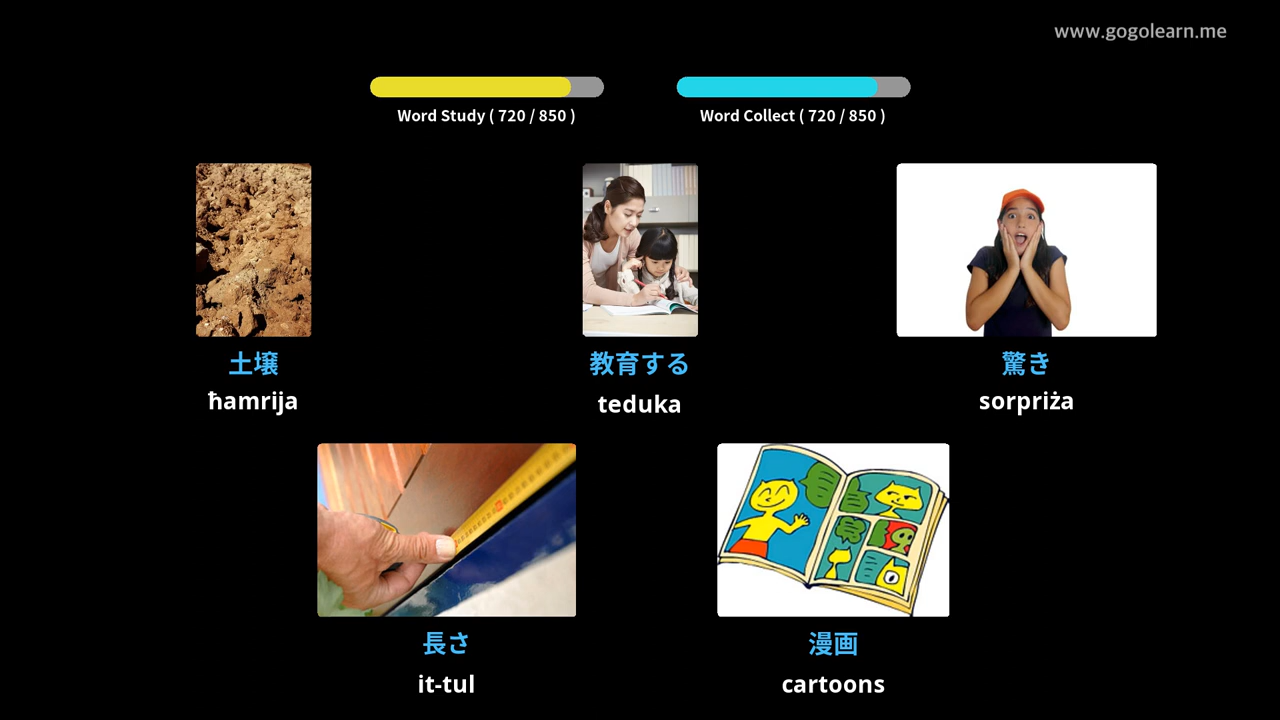 www.gogolearn.me
Word Study ( 720 / 850 )
Word Collect ( 720 / 850 )
土壌
ħamrija
教育する
teduka
驚き
sorpriża
長さ
it-tul
漫画
cartoons